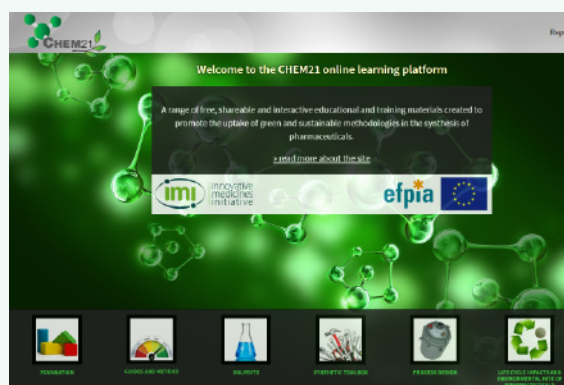 CHEM21
Welcome to the CHEM21 online learning platform
A range of free, shareable and interactive educational and training materials created to
promote the uptake of green and sustainable methodologies in the synthesis of
pharmaceuticals.
> read more about the site
imi innovative
medicines
initiative
efpia
FOUNDATION
GUIDES AND METRICS
SOLVENTS
SYNTHETIC TOOLBOX
PROCESS DESIGN
LIFE CYCLE IMPACTS AND
ENVIRONMENTAL FATE OF